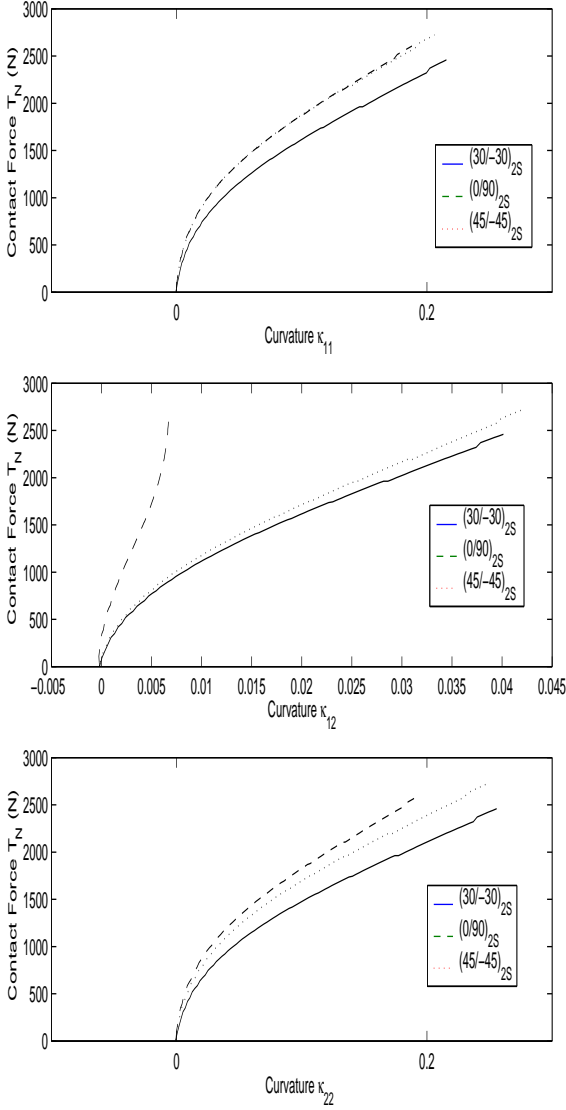 3000
2500
2000
1500
1000
500
0
Contact Force T_N (N)
(30/−30)_2S
(0/90)_2S
(45/−45)_2S
0 0.2
Curvature κ_11
3000
2500
2000
1500
1000
500
0
Contact Force T_N (N)
(30/−30)_2S
(0/90)_2S
(45/−45)_2S
−0.005 0 0.005 0.01 0.015 0.02 0.025 0.03 0.035 0.04 0.045
Curvature κ_12
3000
2500
2000
1500
1000
500
0
Contact Force T_N (N)
(30/−30)_2S
(0/90)_2S
(45/−45)_2S
0 0.2
Curvature κ_22